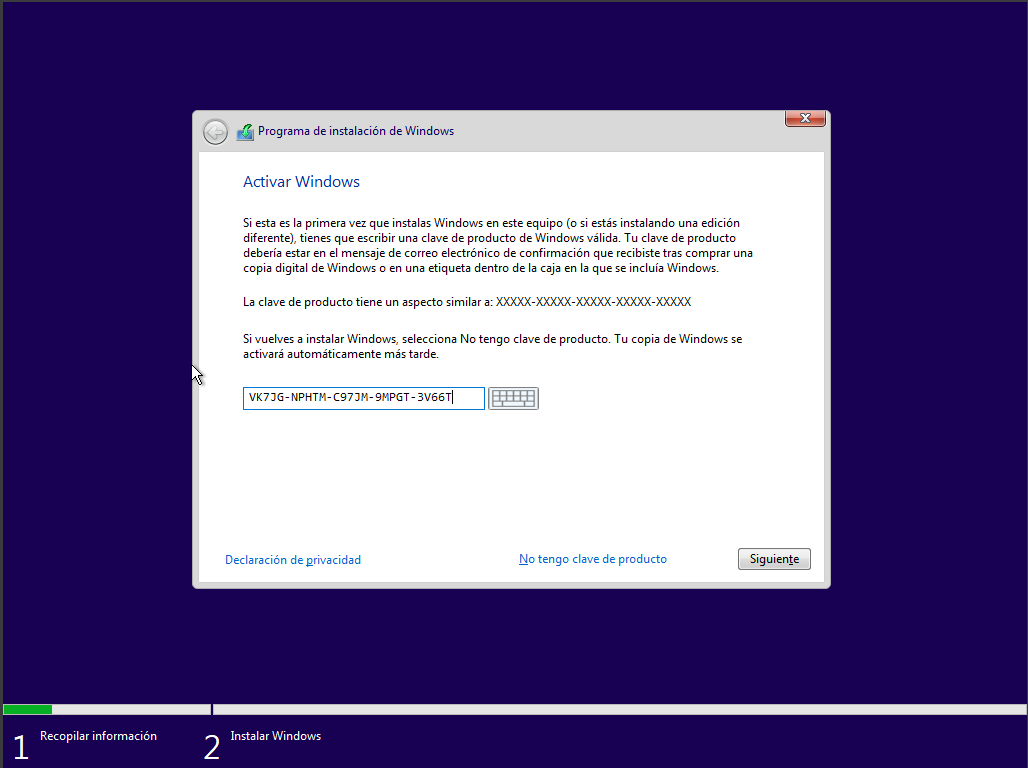 Programa de instalación de Windows
Activar Windows
Si esta es la primera vez que instalas Windows en este equipo (o si estás instalando una edición
diferente), tienes que escribir una clave de producto de Windows válida. Tu clave de producto
debería estar en el mensaje de correo electrónico de confirmación que recibiste tras comprar una
copia digital de Windows o en una etiqueta dentro de la caja en la que se incluía Windows.
La clave de producto tiene un aspecto similar a: XXXXX-XXXXX-XXXXX-XXXXX-XXXXX
Si vuelves a instalar Windows, selecciona No tengo clave de producto. Tu copia de Windows se
activará automáticamente más tarde.
VK7JG-NPHTM-C97JM-9MPGT-3V66T
Declaración de privacidad
No tengo clave de producto
Siguiente
1 Recopilar información
2 Instalar Windows